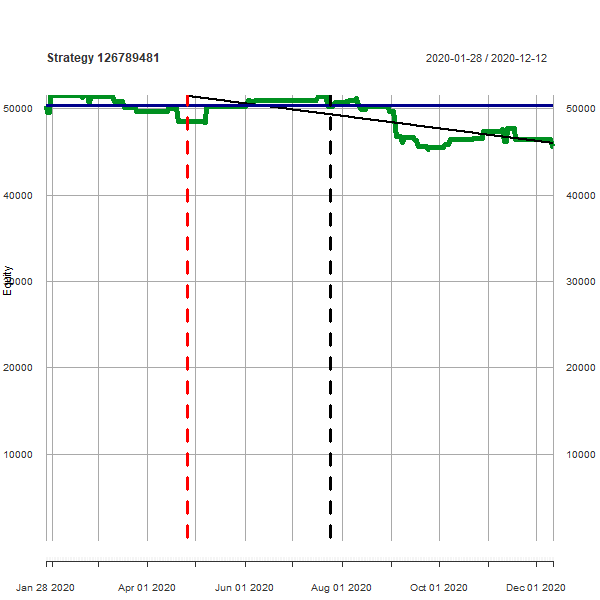 Strategy 126789481
2020-01-28 / 2020-12-12
50000
50000
40000
40000
Equity
30000
30000
20000
20000
10000
10000
Jan 28 2020
Apr 01 2020
Jun 01 2020
Aug 01 2020
Oct 01 2020
Dec 01 2020